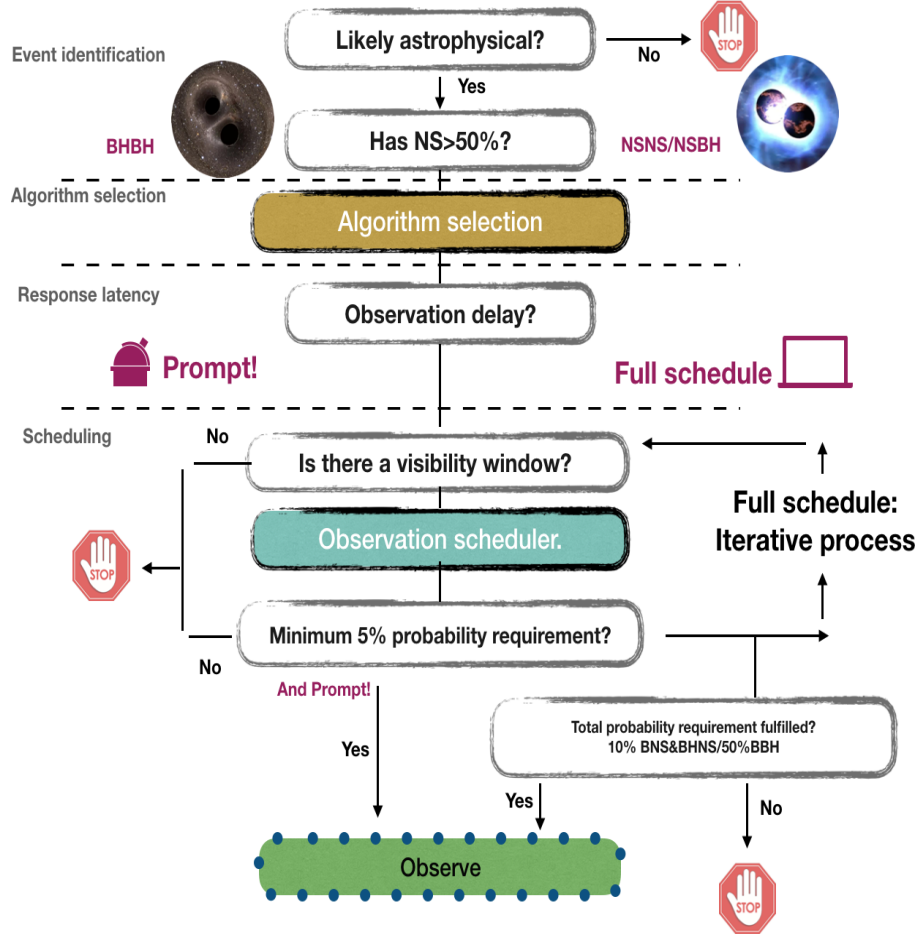 Likely astrophysical?
Event identification
No
STOP
Yes
BHBH
Has NS>50%?
NSNS/NSBH
Algorithm selection
Algorithm selection
Response latency
Observation delay?
Prompt!
Full schedule
Scheduling
No
Is there a visibility window?
Full schedule:
Iterative process
Observation scheduler.
STOP
Minimum 5% probability requirement?
No
And Prompt!
Total probability requirement fulfilled?
10% BNS&BHNS/50%BBH
Yes
Yes
No
Observe
STOP